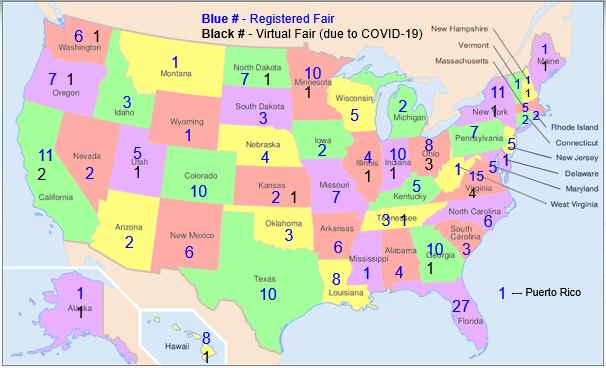 Blue # - Registered Fair
Black # - Virtual Fair (due to COVID-19)
New Hampshire
Vermont
Massachusetts
6 1
Washington
1
Montana
7 1
North Dakota
10
Minnesota
1
1
Maine
1
7 1
Oregon
3
Idaho
South Dakota
3
Wisconsin
5
2
Michigan
11
New York
1
1
1
1
5
1
2
2
Rhode Island
Connecticut
New Jersey
Delaware
Maryland
West Virginia
Wyoming
1
Nebraska
4
Iowa
2
7
Pennsylvania
5
1
5
11
2
California
Nevada
2
5
Utah
1
Colorado
10
Kansas
2 1
Missouri
7
4
Illinois
1
10
Indiana
1
8
Ohio
3
1
15
Virginia
4
5
Kentucky
3 1
Tennessee
North Carolina
6
Arizona
2
New Mexico
6
Oklahoma
3
Arkansas
6
Mississippi
1
Alabama
4
10
Georgia
1
South Carolina
3
Texas
10
8
Louisiana
27
Florida
1 --- Puerto Rico
1
Alaska
1
8
Hawaii
1